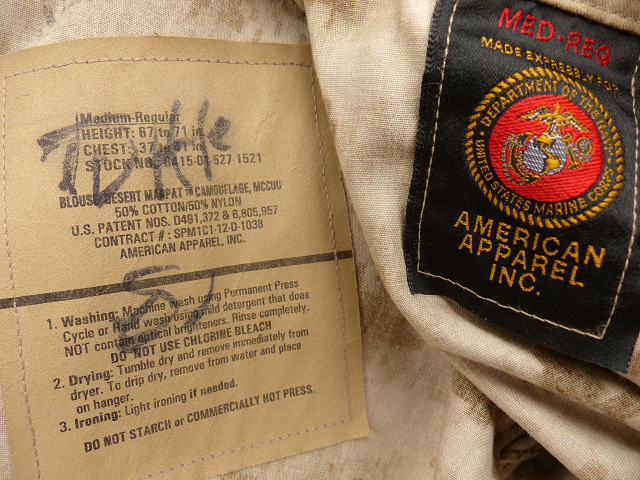 Medium-Regular
HEIGHT: 67 to 71 in.
CHEST: 37 to 41 in.
STOCK NO. 8415-01-527-1521
BLOUSE, DESERT MARPAT™ CAMOUFLAGE, MCCUU
50% COTTON/50% NYLON
U.S. PATENT NOS. D491,372 & 6,805,957
CONTRACT #: SPM1C1-12-D-1038
AMERICAN APPAREL, INC.
1. Washing: Machine wash using Permanent Press
Cycle or Hand wash using mild detergent that does
NOT contain optical brighteners. Rinse completely.
DO NOT USE CHLORINE BLEACH
2. Drying: Tumble dry and remove immediately from
dryer. To drip dry, remove from water and place
on hanger.
3. Ironing: Light ironing if needed.
DO NOT STARCH or COMMERCIALLY HOT PRESS.
MED-REG
MADE EXPRESSLY FOR
DEPARTMENT OF THE NAVY
UNITED STATES MARINE CORPS
AMERICAN
APPAREL
INC.